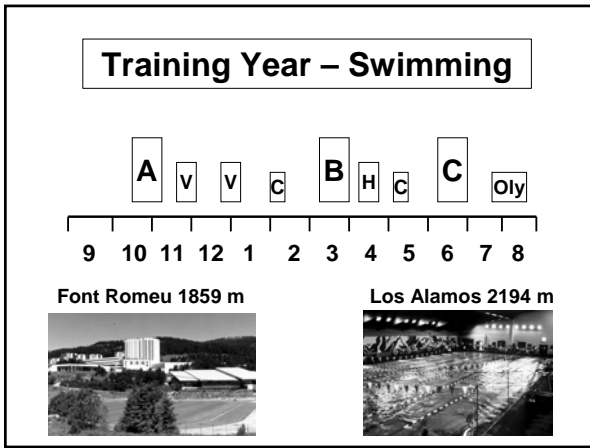 Training Year – Swimming
A V V C B H C C Oly
9 10 11 12 1 2 3 4 5 6 7 8
Font Romeu 1859 m Los Alamos 2194 m